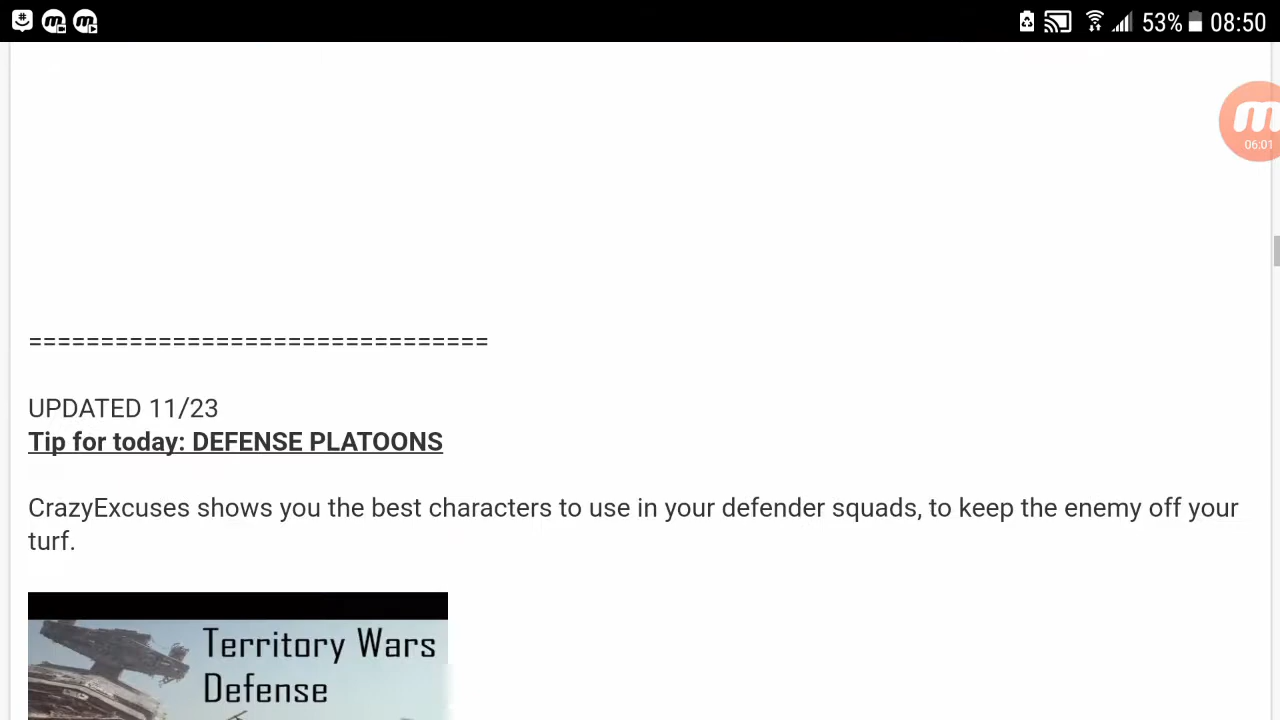 53% 08:50
06:01
================================
UPDATED 11/23
Tip for today: DEFENSE PLATOONS
CrazyExcuses shows you the best characters to use in your defender squads, to keep the enemy off your
turf.
Territory Wars
Defense